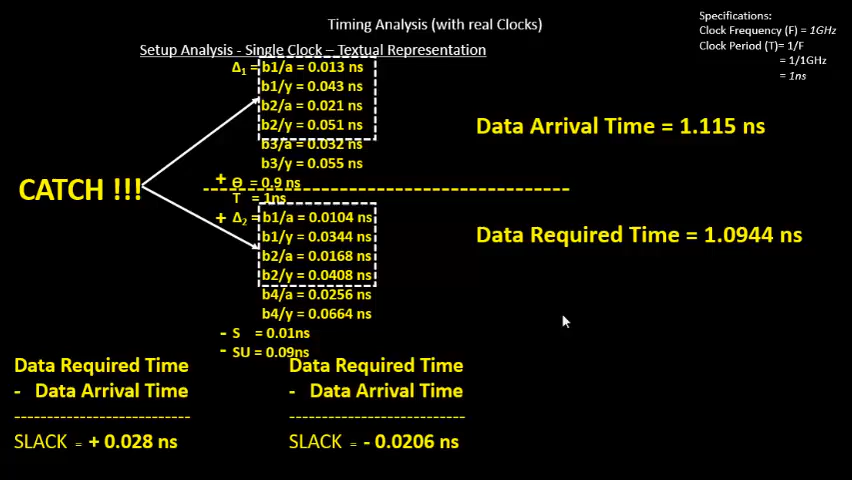 Timing Analysis (with real Clocks)
Specifications:
Clock Frequency (F) = 1GHz
Clock Period (T)= 1/F
= 1/1GHz
= 1ns
Setup Analysis - Single Clock – Textual Representation
Δ1 = b1/a = 0.013 ns
b1/y = 0.043 ns
b2/a = 0.021 ns
b2/y = 0.051 ns
b3/a = 0.032 ns
b3/y = 0.055 ns
+ Θ = 0.9 ns
Data Arrival Time = 1.115 ns
CATCH !!!
-----------------------------------------
T = 1ns
+ Δ2 = b1/a = 0.0104 ns
b1/y = 0.0344 ns
b2/a = 0.0168 ns
b2/y = 0.0408 ns
b4/a = 0.0256 ns
b4/y = 0.0664 ns
- S = 0.01ns
- SU = 0.09ns
Data Required Time = 1.0944 ns
Data Required Time
- Data Arrival Time
----------------------------
SLACK = + 0.028 ns
Data Required Time
- Data Arrival Time
----------------------------
SLACK = - 0.0206 ns